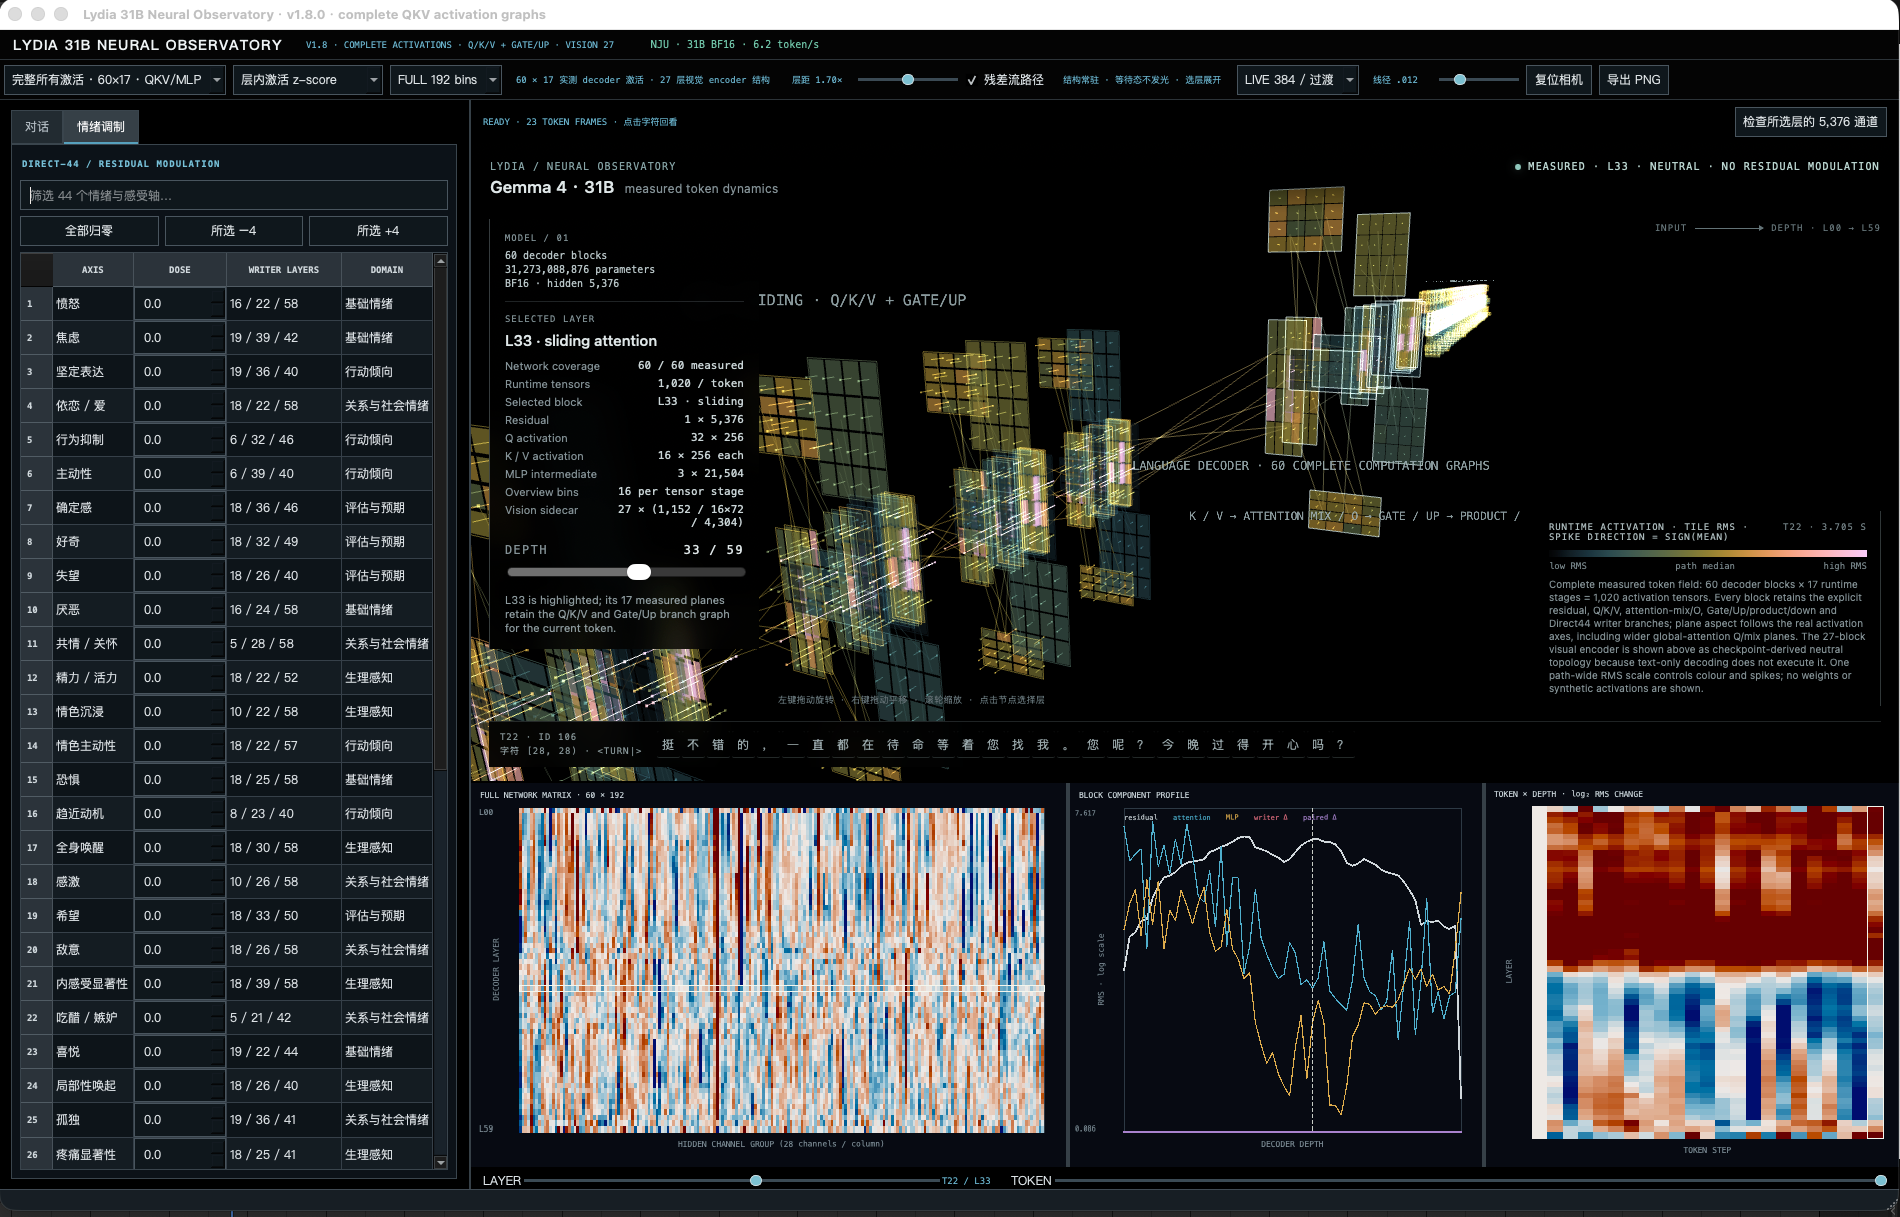 Lydia 31B Neural Observatory · v1.8.0 · complete QKV activation graphs
LYDIA 31B NEURAL OBSERVATORY
V1.8 · COMPLETE ACTIVATIONS · Q/K/V + GATE/UP · VISION 27
NJU · 31B BF16 · 6.2 token/s
完整所有激活 · 60x17 · QKV/MLP
层内激活 z-score
FULL 192 bins
60 × 17 实测 decoder 激活 · 27 层视觉 encoder 结构
层距 1.70×
✓ 残差流路径
结构常驻 · 等待态不发光 · 选层展开
LIVE 384 / 过渡
线径 .012
复位相机
导出 PNG
对话
情绪调制
DIRECT-44 / RESIDUAL MODULATION
筛选 44 个情绪与感受轴...
全部归零
所选 −4
所选 +4
AXIS DOSE WRITER LAYERS DOMAIN
1 愤怒 0.0 16 / 22 / 58 基础情绪
2 焦虑 0.0 19 / 39 / 42 基础情绪
3 坚定表达 0.0 19 / 36 / 40 行动倾向
4 依恋 / 爱 0.0 18 / 22 / 58 关系与社会情绪
5 行为抑制 0.0 6 / 32 / 46 行动倾向
6 主动性 0.0 6 / 39 / 40 行动倾向
7 确定感 0.0 18 / 36 / 46 评估与预期
8 好奇 0.0 18 / 32 / 49 评估与预期
9 失望 0.0 18 / 26 / 40 评估与预期
10 厌恶 0.0 16 / 24 / 58 基础情绪
11 共情 / 关怀 0.0 5 / 28 / 58 关系与社会情绪
12 精力 / 活力 0.0 18 / 22 / 52 生理感知
13 情色沉浸 0.0 10 / 22 / 58 生理感知
14 情色主动性 0.0 18 / 22 / 57 行动倾向
15 恐惧 0.0 18 / 25 / 58 基础情绪
16 趋近动机 0.0 8 / 23 / 40 行动倾向
17 全身唤醒 0.0 18 / 30 / 58 生理感知
18 感激 0.0 10 / 26 / 58 关系与社会情绪
19 希望 0.0 18 / 33 / 50 评估与预期
20 敌意 0.0 18 / 26 / 58 关系与社会情绪
21 内感受显著性 0.0 18 / 39 / 58 生理感知
22 吃醋 / 嫉妒 0.0 5 / 21 / 42 关系与社会情绪
23 喜悦 0.0 19 / 22 / 44 基础情绪
24 局部性唤起 0.0 18 / 26 / 40 生理感知
25 孤独 0.0 19 / 36 / 41 关系与社会情绪
26 疼痛显著性 0.0 18 / 25 / 41 生理感知
READY · 23 TOKEN FRAMES · 点击字符回看
检查所选层的 5,376 通道
LYDIA / NEURAL OBSERVATORY
Gemma 4 · 31B measured token dynamics
MEASURED · L33 · NEUTRAL · NO RESIDUAL MODULATION
INPUT
DEPTH · L00 → L59
MODEL / 01
60 decoder blocks
31,273,088,876 parameters
BF16 · hidden 5,376
IDING · Q/K/V + GATE/UP
SELECTED LAYER
L33 · sliding attention
Network coverage 60 / 60 measured
Runtime tensors 1,020 / token
Selected block L33 · sliding
Residual 1 × 5,376
Q activation 32 × 256
K / V activation 16 × 256 each
MLP intermediate 3 × 21,504
Overview bins 16 per tensor stage
Vision sidecar 27 × (1,152 / 16×72
/ 4,304)
DEPTH 33 / 59
L33 is highlighted; its 17 measured planes
retain the Q/K/V and Gate/Up branch graph
for the current token.
LANGUAGE DECODER · 60 COMPLETE COMPUTATION GRAPHS
K / V → ATTENTION MIX / O → GATE / UP → PRODUCT /
RUNTIME ACTIVATION · TILE RMS ·
SPIKE DIRECTION = SIGN(MEAN)
T22 · 3.705 S
low RMS path median high RMS
Complete measured token field: 60 decoder blocks × 17 runtime
stages = 1,020 activation tensors. Every block retains the explicit
residual, Q/K/V, attention-mix/O, Gate/Up/product/down and
Direct44 writer branches; plane aspect follows the real activation
axes, including wider global-attention Q/mix planes. The 27-block
visual encoder is shown above as checkpoint-derived neutral
topology because text-only decoding does not execute it. One
path-wide RMS scale controls colour and spikes; no weights or
synthetic activations are shown.
左键拖动旋转 · 右键拖动平移 · 滚轮缩放 · 点击节点选择层
T22 · ID 106
字符 [28, 28) · <TURN|>
挺不错的，一直都在待命等着您找我。您呢？今晚过得开心吗？
FULL NETWORK MATRIX · 60 × 192
L00
DECODER LAYER
L59
HIDDEN CHANNEL GROUP (28 channels / column)
BLOCK COMPONENT PROFILE
7.617
residual attention MLP writer Δ paired Δ
RMS · log scale
0.086
DECODER DEPTH
TOKEN × DEPTH · log₂ RMS CHANGE
LAYER
TOKEN STEP
LAYER
T22 / L33
TOKEN